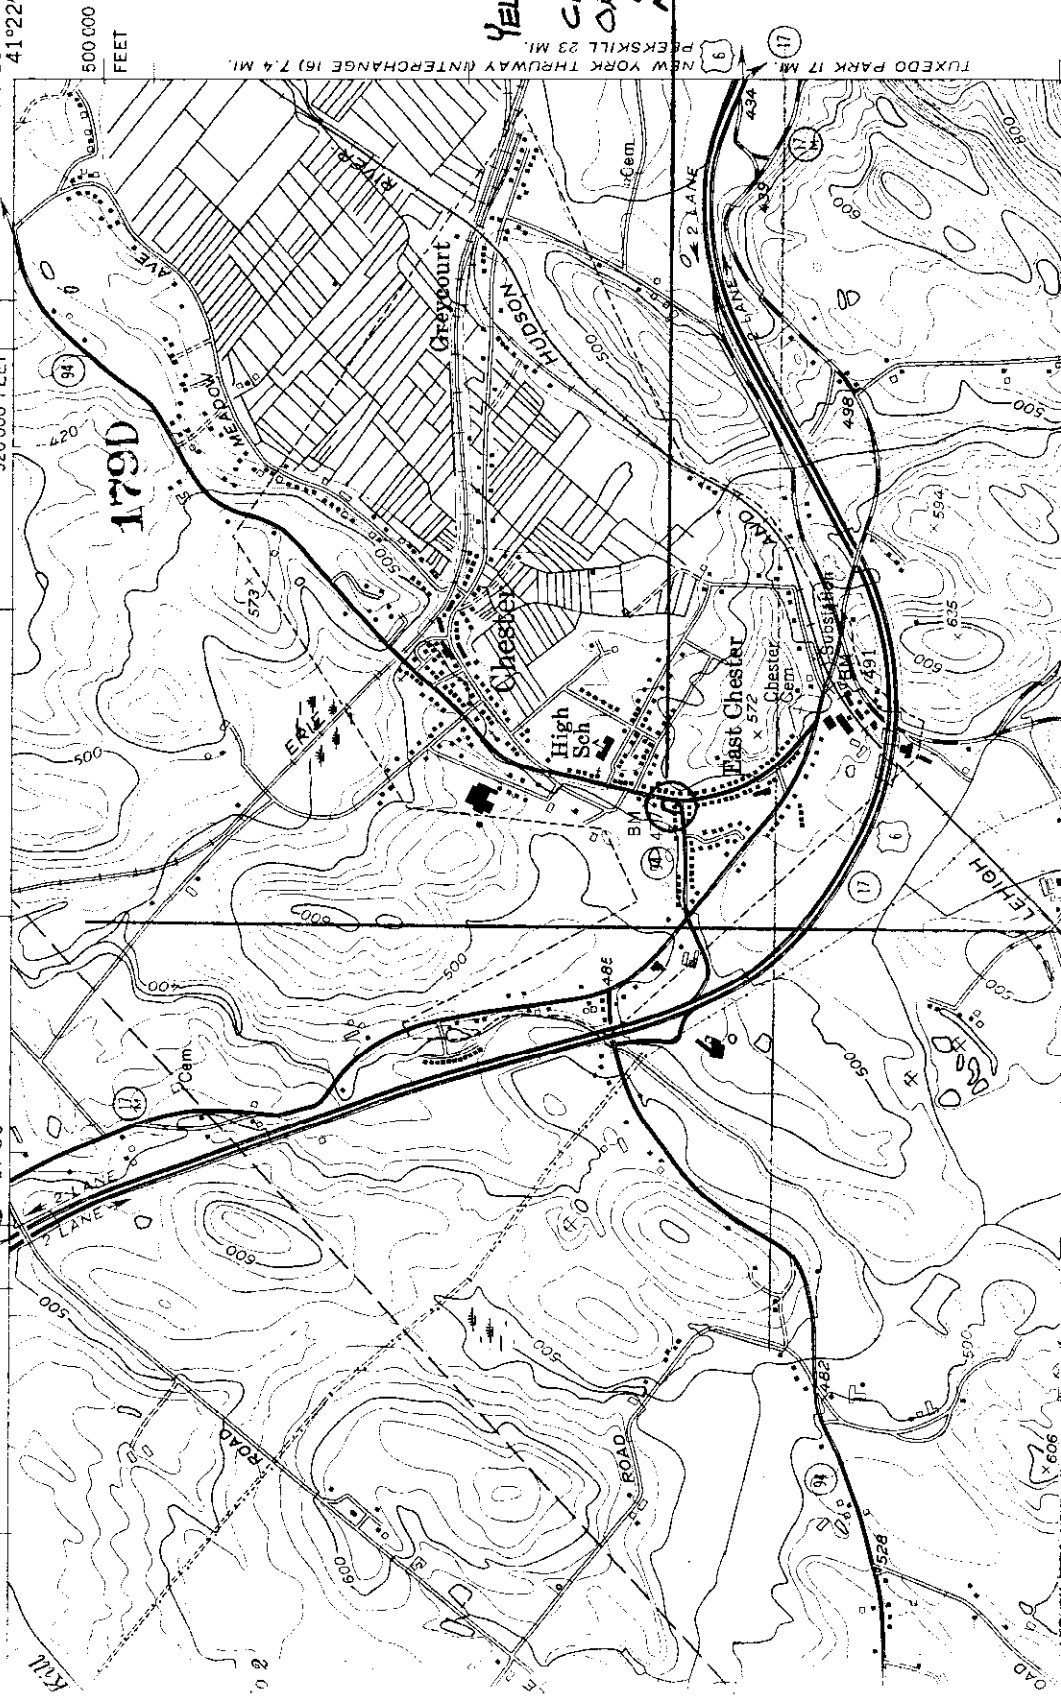 41°22'
500 000
FEET
NEW YORK THRUWAY (INTERCHANGE 16) 7.4 MI.
PEEKSKILL 23 MI.
6
17
TUXEDO PARK 17 MI.
94
179D
420
AVE
MEADOW
RIVER
Greycourt
HUDSON
AND
500
Cem
434
439
17
M
2 LANE
2 LANE
600
800
500
498
× 594
× 635
600
573 ×
500
ERIE
Chester
High
Sch
East Chester
× 572
Chester
Cem
Substation
BM
491
BM
94
6
17
LEHIGH
500
500
600
500
400
485
17
M
Cem
2 LANE
2 LANE
600
500
500
500
500
ROAD
600
ROAD
482
94
528
× 606
Kill